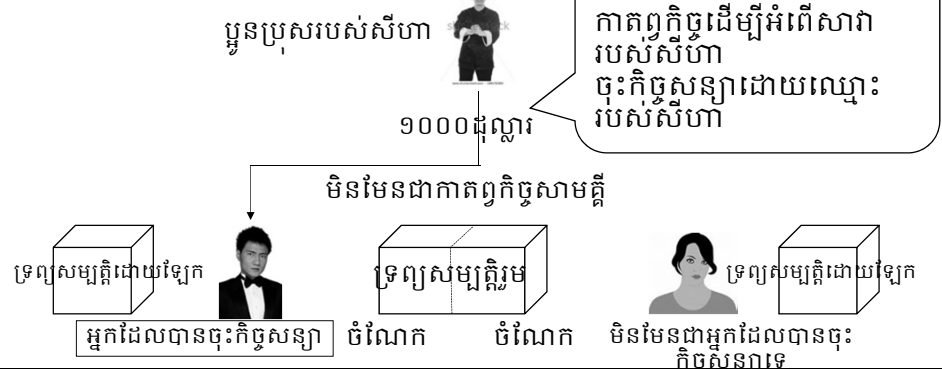 ប្អូនប្រុសរបស់សីហា
កាតព្វកិច្ចដើម្បីអំពើសាវា
របស់សីហា
ចុះកិច្ចសន្យាដោយឈ្មោះ
របស់សីហា
១០០០ដុល្លារ
មិនមែនជាកាតព្វកិច្ចសាមគ្គី
ទ្រព្យសម្បត្តិដោយឡែក
ទ្រព្យសម្បត្តិរួម
ទ្រព្យសម្បត្តិដោយឡែក
អ្នកដែលបានចុះកិច្ចសន្យា
ចំណែក
ចំណែក
មិនមែនជាអ្នកដែលបានចុះ
កិច្ចសន្យាទេ